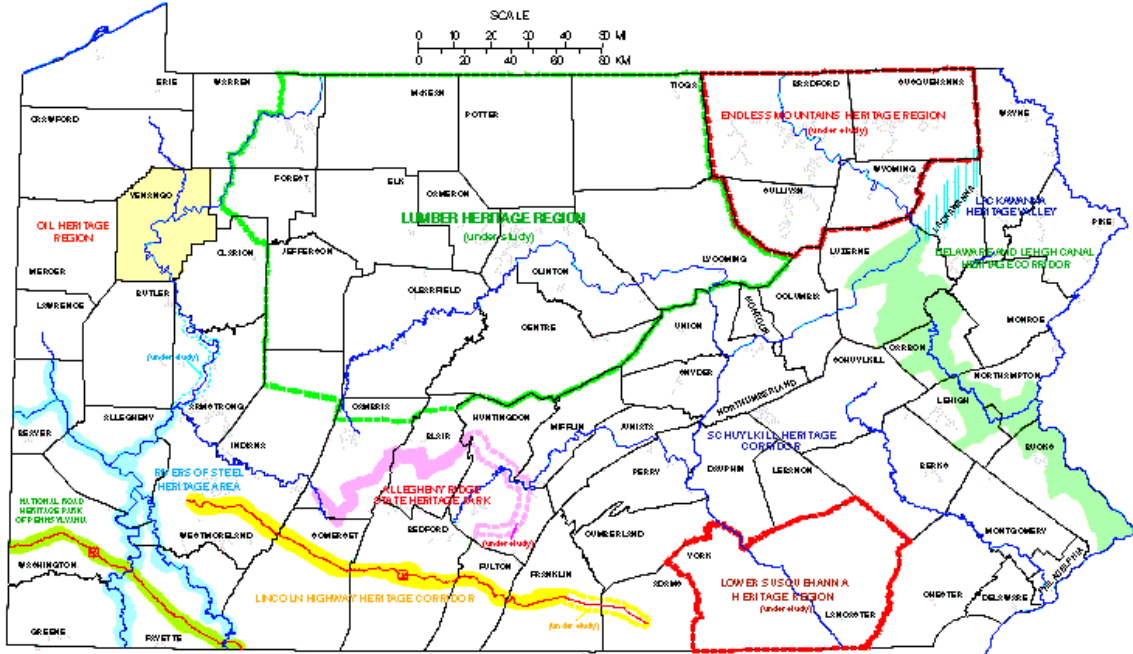 SCALE
0 10 20 30 40 60 MI
0 20 40 60 80 KM
ERIE
WARREN
McKEAN
TIOGA
BRADFORD
SUSQUEHANNA
CRAWFORD
POTTER
ENDLESS MOUNTAINS HERITAGE REGION
(under study)
WAYNE
WYOMING
FOREST
ELK
CAMERON
SULLIVAN
VENANGO
LACKAWANNA
LACKAWANNA
HERITAGE VALLEY
PIKE
OIL HERITAGE
REGION
LUMBER HERITAGE REGION
(under study)
CLARION
JEFFERSON
LYCOMING
LUZERNE
DELAWARE AND LEHIGH CANAL
HERITAGE CORRIDOR
MERCER
CLINTON
LAWRENCE
BUTLER
CLEARFIELD
COLUMBIA
MONTOUR
MONROE
CENTRE
UNION
(under study)
CARBON
SCHUYLKILL
SNYDER
NORTHAMPTON
NORTHUMBERLAND
LEHIGH
ALLEGHENY
ARMSTRONG
CAMBRIA
HUNTINGDON
MIFFLIN
JUNIATA
BEAVER
INDIANA
BLAIR
SCHUYLKILL HERITAGE
CORRIDOR
BUCKS
RIVERS OF STEEL
HERITAGE AREA
PERRY
DAUPHIN
LEBANON
BERKS
ALLEGHENY RIDGE
STATE HERITAGE PARK
NATIONAL ROAD
HERITAGE PARK
OF PENNSYLVANIA
WESTMORELAND
SOMERSET
BEDFORD
(under study)
CUMBERLAND
MONTGOMERY
YORK
PHILADELPHIA
WASHINGTON
FULTON
FRANKLIN
ADAMS
LOWER SUSQUEHANNA
HERITAGE REGION
(under study)
CHESTER
DELAWARE
LINCOLN HIGHWAY HERITAGE CORRIDOR
(under study)
LANCASTER
GREENE
FAYETTE